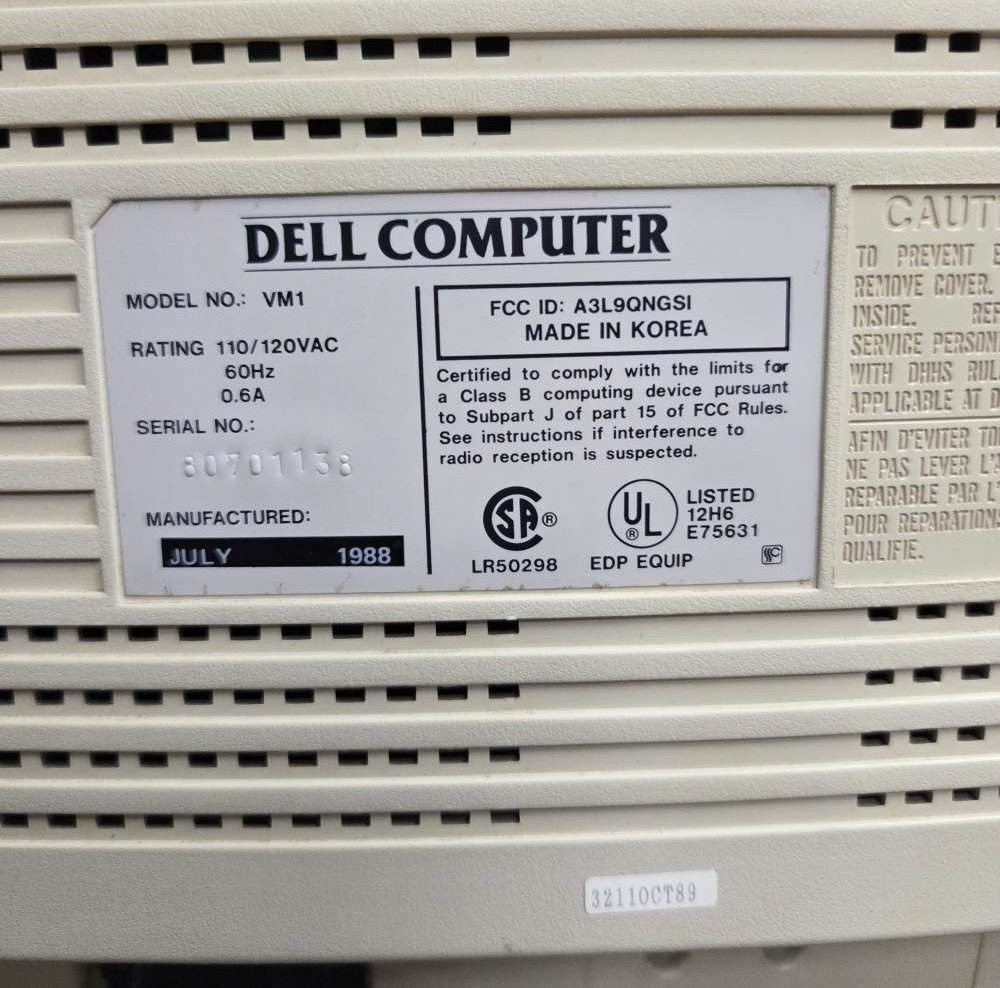 DELL COMPUTER
MODEL NO.: VM1
RATING 110/120VAC
60Hz
0.6A
SERIAL NO.:
80701138
MANUFACTURED:
JULY 1988
FCC ID: A3L9QNGSI
MADE IN KOREA
Certified to comply with the limits for
a Class B computing device pursuant
to Subpart J of part 15 of FCC Rules.
See instructions if interference to
radio reception is suspected.
SA ®
LR50298
UL ®
LISTED
12H6
E75631
EDP EQUIP
TO PREVENT
REMOVE COVER.
INSIDE.
SERVICE
WITH DHHS
APPLICABLE AT
AFIN D'EVITER
NE PAS LEVER
REPARABLE PAR
POUR
QUALIFIE.
3211OCT89